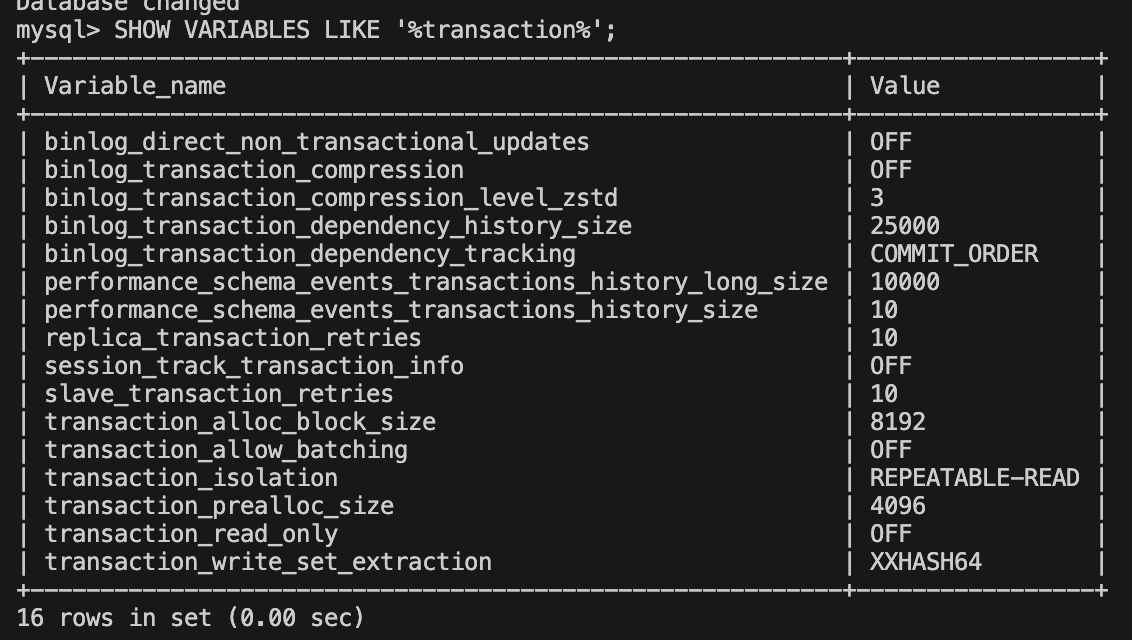 Database changed
mysql> SHOW VARIABLES LIKE '%transaction%';
+----------------------------------------------------------+-----------------+
| Variable_name                                            | Value           |
+----------------------------------------------------------+-----------------+
| binlog_direct_non_transactional_updates                  | OFF             |
| binlog_transaction_compression                           | OFF             |
| binlog_transaction_compression_level_zstd                | 3               |
| binlog_transaction_dependency_history_size               | 25000           |
| binlog_transaction_dependency_tracking                   | COMMIT_ORDER    |
| performance_schema_events_transactions_history_long_size | 10000           |
| performance_schema_events_transactions_history_size      | 10              |
| replica_transaction_retries                              | 10              |
| session_track_transaction_info                           | OFF             |
| slave_transaction_retries                                | 10              |
| transaction_alloc_block_size                             | 8192            |
| transaction_allow_batching                               | OFF             |
| transaction_isolation                                    | REPEATABLE-READ |
| transaction_prealloc_size                                | 4096            |
| transaction_read_only                                    | OFF             |
| transaction_write_set_extraction                         | XXHASH64        |
+----------------------------------------------------------+-----------------+
16 rows in set (0.00 sec)